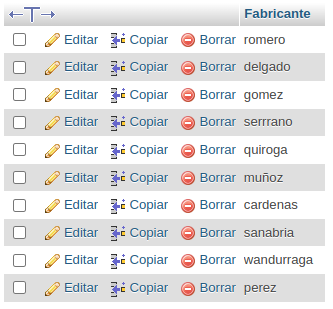 Fabricante
Editar Copiar Borrar romero
Editar Copiar Borrar delgado
Editar Copiar Borrar gomez
Editar Copiar Borrar serrrano
Editar Copiar Borrar quiroga
Editar Copiar Borrar muñoz
Editar Copiar Borrar cardenas
Editar Copiar Borrar sanabria
Editar Copiar Borrar wandurraga
Editar Copiar Borrar perez